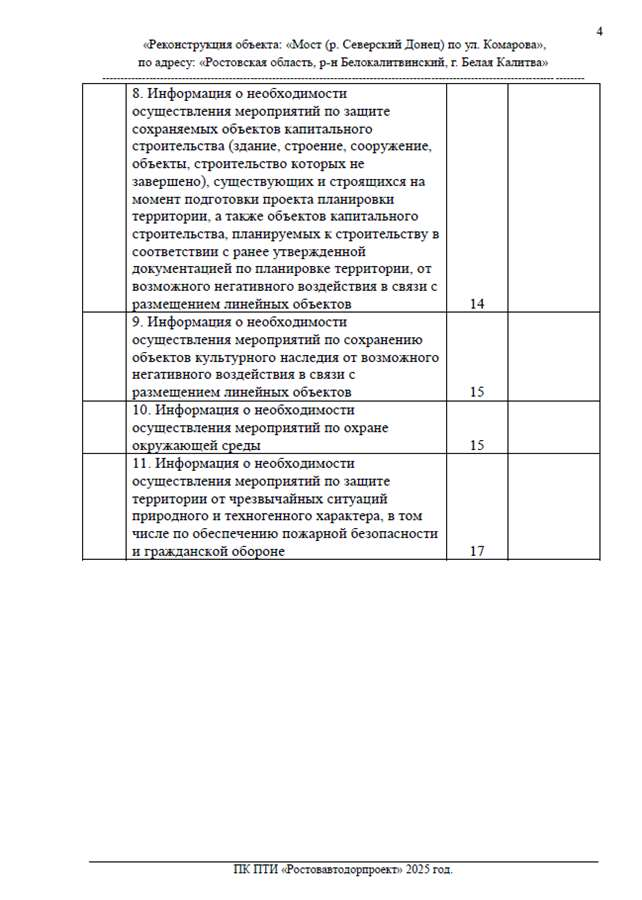 4
«Реконструкция объекта: «Мост (р. Северский Донец) по ул. Комарова»,
по адресу: «Ростовская область, р-н Белокалитвинский, г. Белая Калитва»
8. Информация о необходимости
осуществления мероприятий по защите
сохраняемых объектов капитального
строительства (здание, строение, сооружение,
объекты, строительство которых не
завершено), существующих и строящихся на
момент подготовки проекта планировки
территории, а также объектов капитального
строительства, планируемых к строительству в
соответствии с ранее утвержденной
документацией по планировке территории, от
возможного негативного воздействия в связи с
размещением линейных объектов 14
9. Информация о необходимости
осуществления мероприятий по сохранению
объектов культурного наследия от возможного
негативного воздействия в связи с
размещением линейных объектов 15
10. Информация о необходимости
осуществления мероприятий по охране
окружающей среды 15
11. Информация о необходимости
осуществления мероприятий по защите
территории от чрезвычайных ситуаций
природного и техногенного характера, в том
числе по обеспечению пожарной безопасности
и гражданской обороне 17
ПК ПТИ «Ростовавтодорпроект» 2025 год.